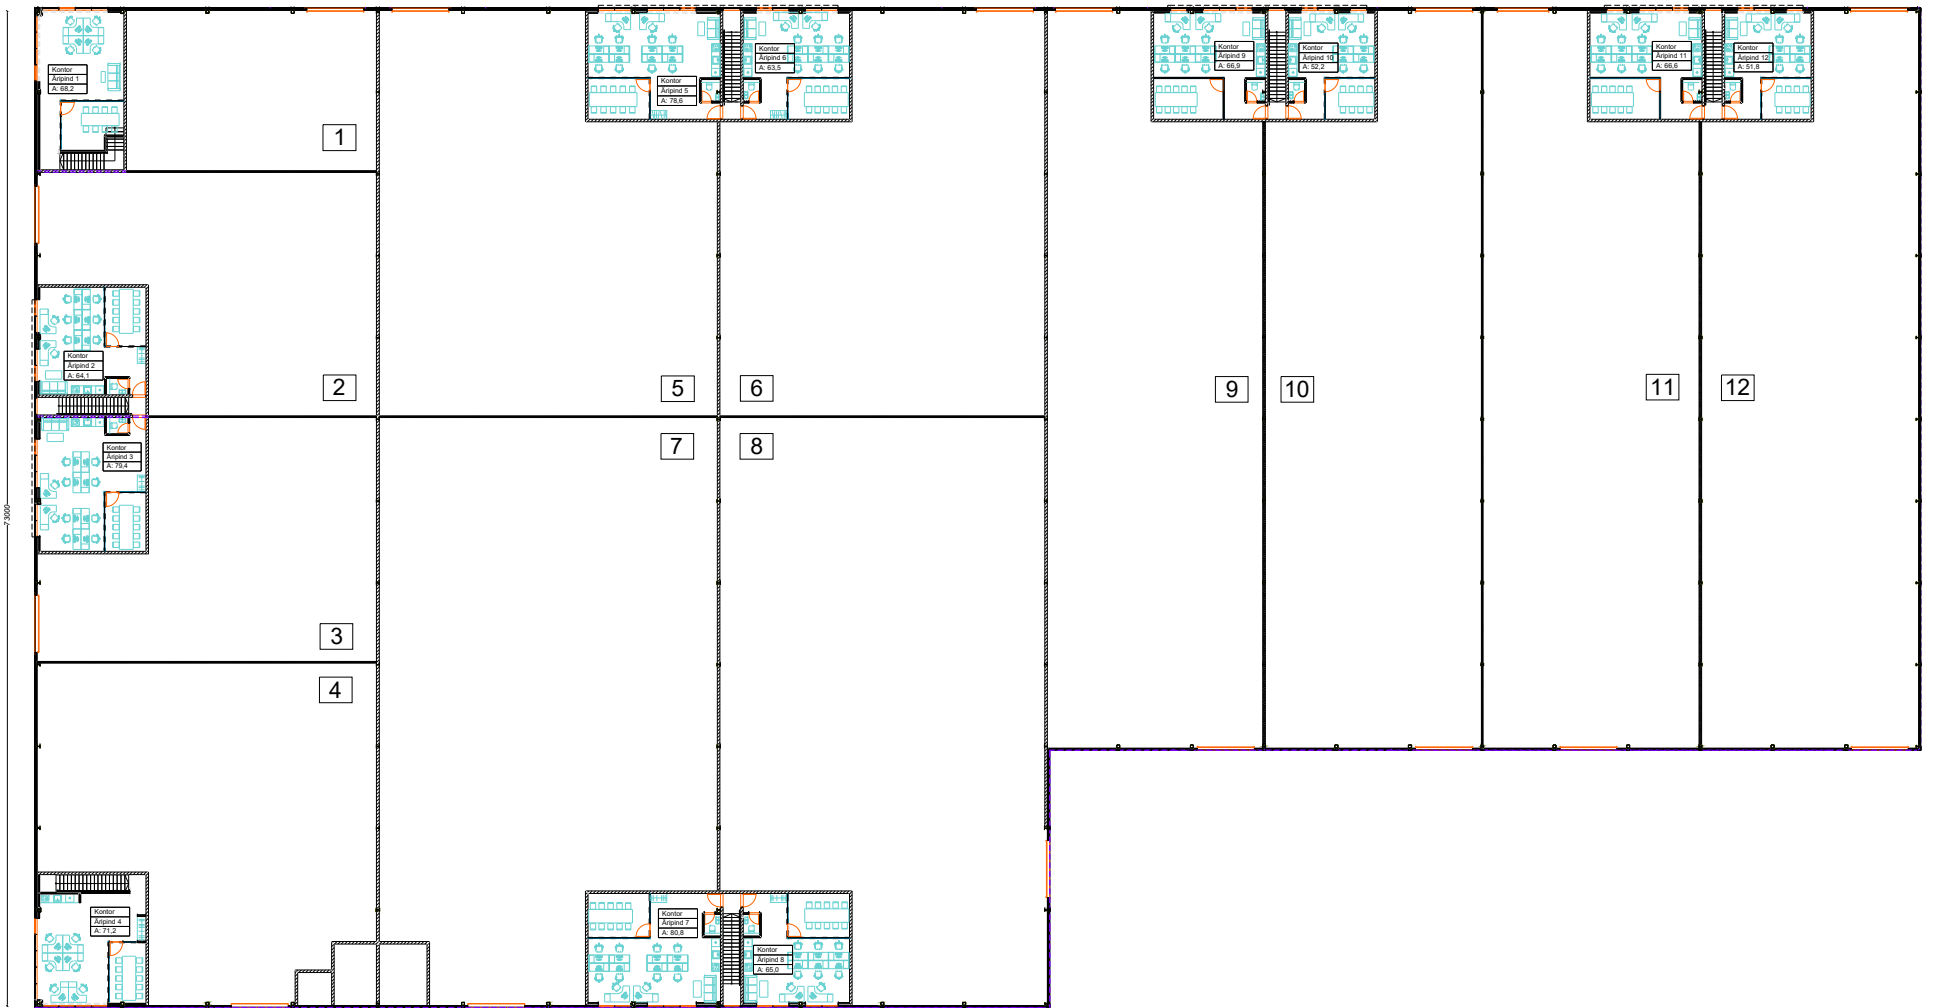 Kontor
Äripind 1
A: 68,2
1
Kontor
Äripind 5
A: 78,6
Kontor
Äripind 6
A: 63,5
Kontor
Äripind 9
A: 66,9
Kontor
Äripind 10
A: 52,2
Kontor
Äripind 11
A: 66,6
Kontor
Äripind 12
A: 51,8
Kontor
Äripind 2
A: 64,1
2
5
6
9
10
11
12
Kontor
Äripind 3
A: 79,4
7
8
73000
3
4
Kontor
Äripind 4
A: 71,2
Kontor
Äripind 7
A: 80,8
Kontor
Äripind 8
A: 65,0